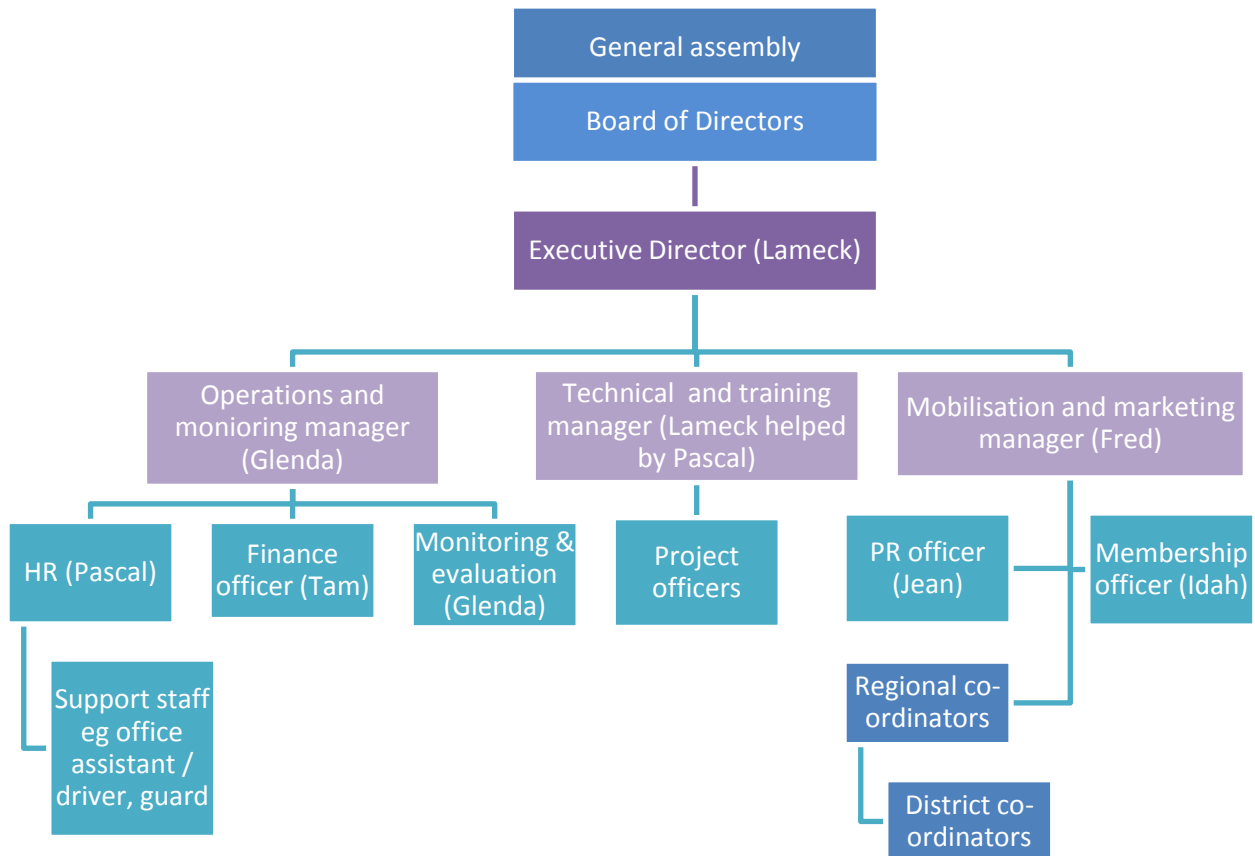 General assembly
Board of Directors
Executive Director (Lameck)
Operations and
monioring manager
(Glenda)
Technical  and training
manager (Lameck helped
by Pascal)
Mobilisation and marketing
manager (Fred)
HR (Pascal)
Finance
officer (Tam)
Monitoring &
evaluation
(Glenda)
Project
officers
PR officer
(Jean)
Membership
officer (Idah)
Support staff
eg office
assistant /
driver, guard
Regional co-
ordinators
District co-
ordinators